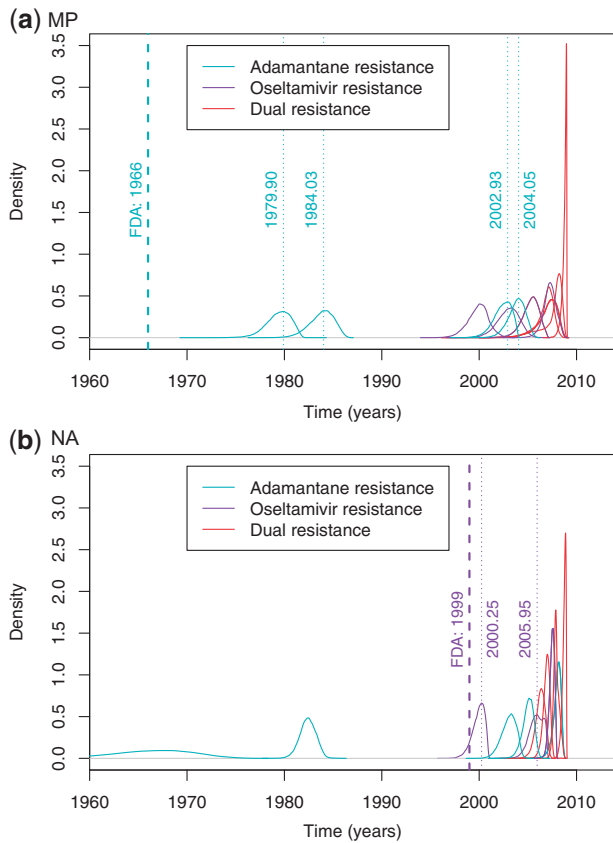 (a) MP
3.5
3.0
2.5
2.0
1.5
1.0
0.5
0.0
Density
Adamantane resistance
Oseltamivir resistance
Dual resistance
FDA: 1966
1979.90
1984.03
2002.93
2004.05
1960 1970 1980 1990 2000 2010
Time (years)
(b) NA
3.5
3.0
2.5
2.0
1.5
1.0
0.5
0.0
Density
Adamantane resistance
Oseltamivir resistance
Dual resistance
FDA: 1999
2000.25
2005.95
1960 1970 1980 1990 2000 2010
Time (years)